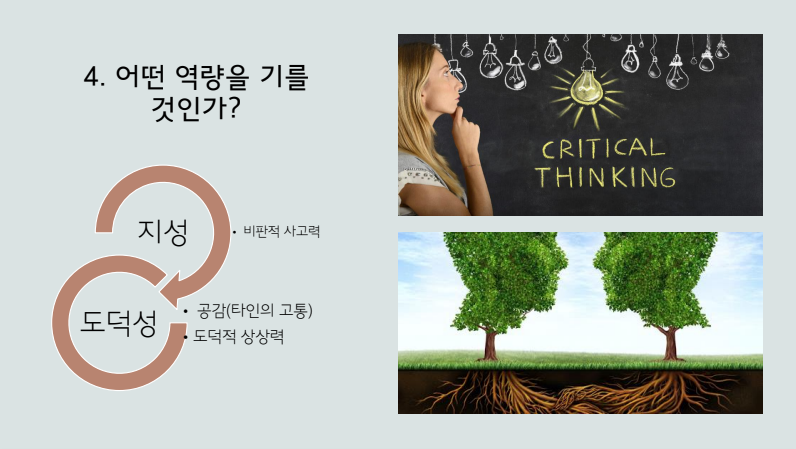 4. 어떤 역량을 기를
것인가?
지성
• 비판적 사고력
도덕성
• 공감(타인의 고통)
• 도덕적 상상력
CRITICAL
THINKING